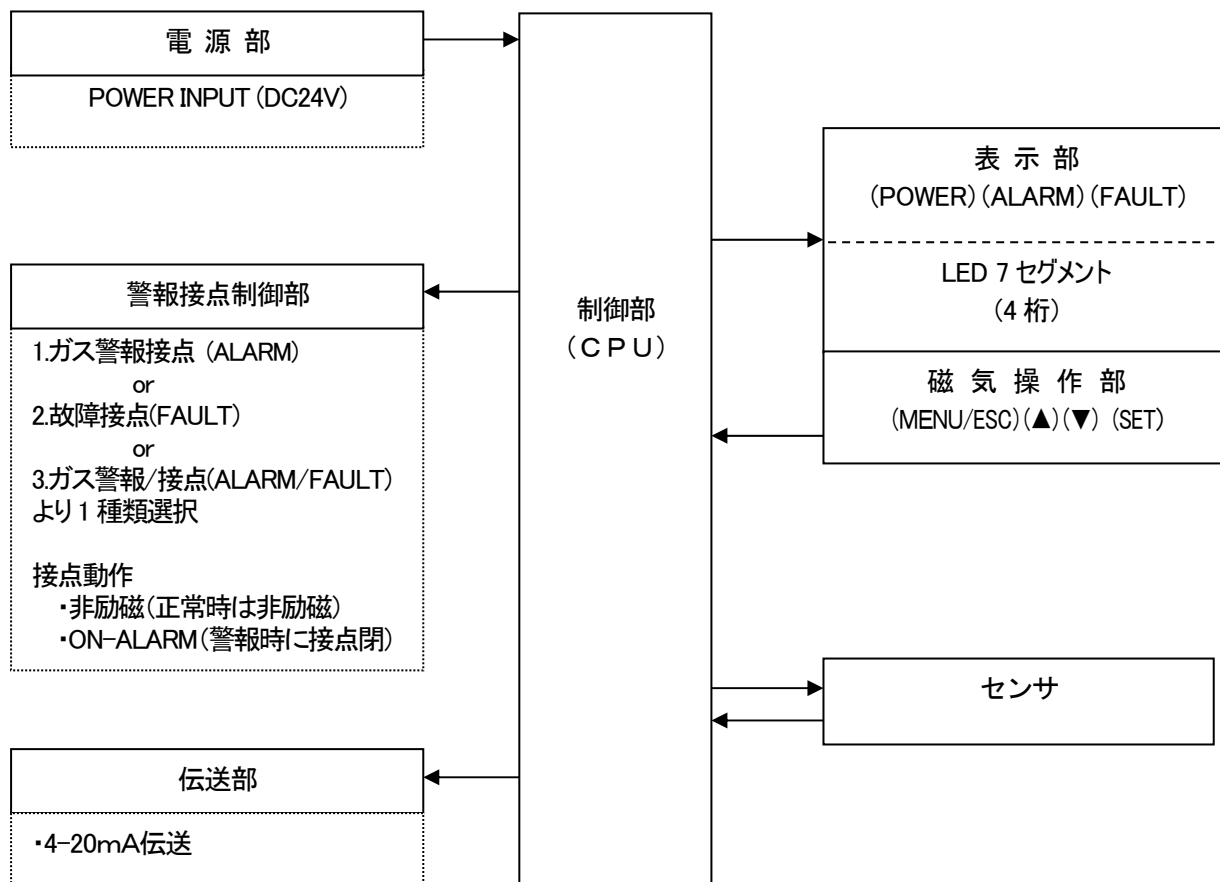 電 源 部
POWER INPUT (DC24V)
警報接点制御部
1.ガス警報接点 (ALARM)
or
2.故障接点(FAULT)
or
3.ガス警報/接点(ALARM/FAULT)
より 1 種類選択
接点動作
・非励磁(正常時は非励磁)
・ON-ALARM(警報時に接点閉)
伝送部
・4-20mA伝送
制御部
(CPU)
表 示 部
(POWER)(ALARM)(FAULT)
LED 7 セグメント
(4 桁)
磁 気 操 作 部
(MENU/ESC)(▲)(▼) (SET)
センサ